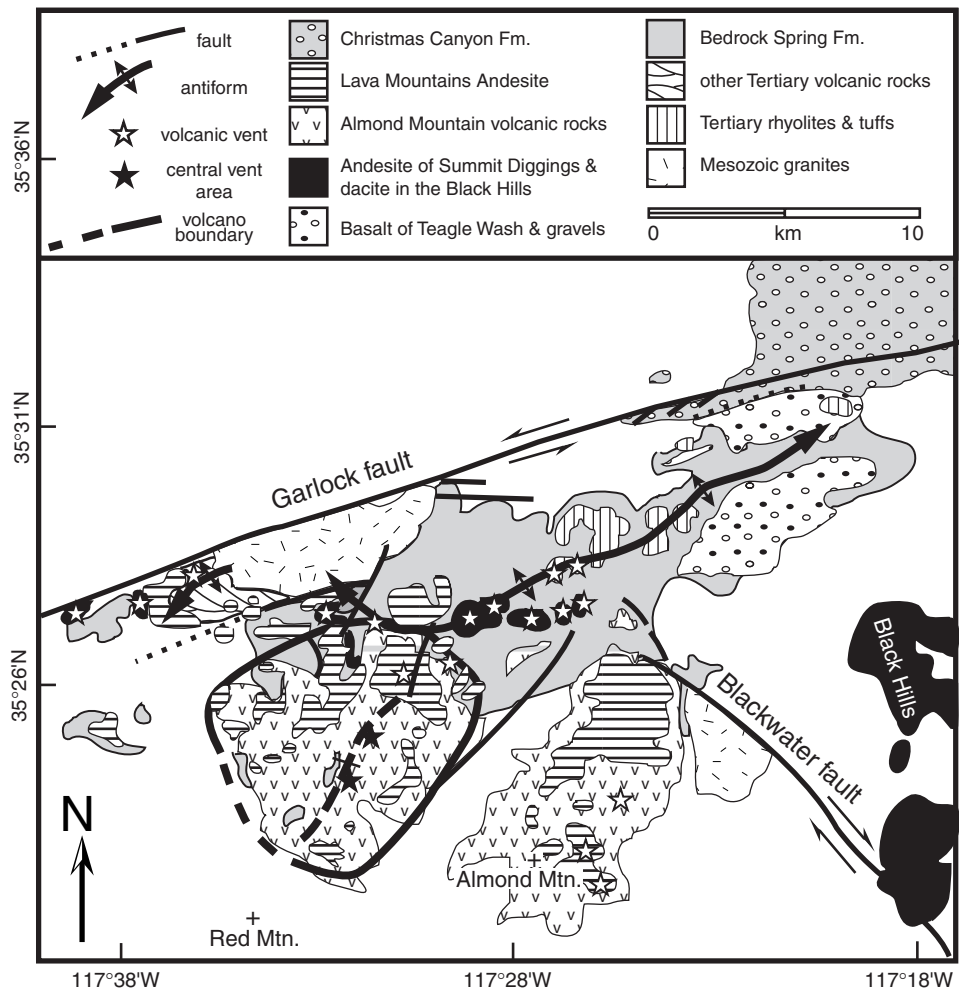 fault
antiform
volcanic vent
central vent
area
volcano
boundary
Christmas Canyon Fm.
Lava Mountains Andesite
Almond Mountain volcanic rocks
Andesite of Summit Diggings &
dacite in the Black Hills
Basalt of Teagle Wash & gravels
Bedrock Spring Fm.
other Tertiary volcanic rocks
Tertiary rhyolites & tuffs
Mesozoic granites
0 km 10
35°36'N
35°31'N
35°26'N
Garlock fault
Black Hills
Blackwater fault
N
Almond Mtn.
Red Mtn.
117°38'W 117°28'W 117°18'W